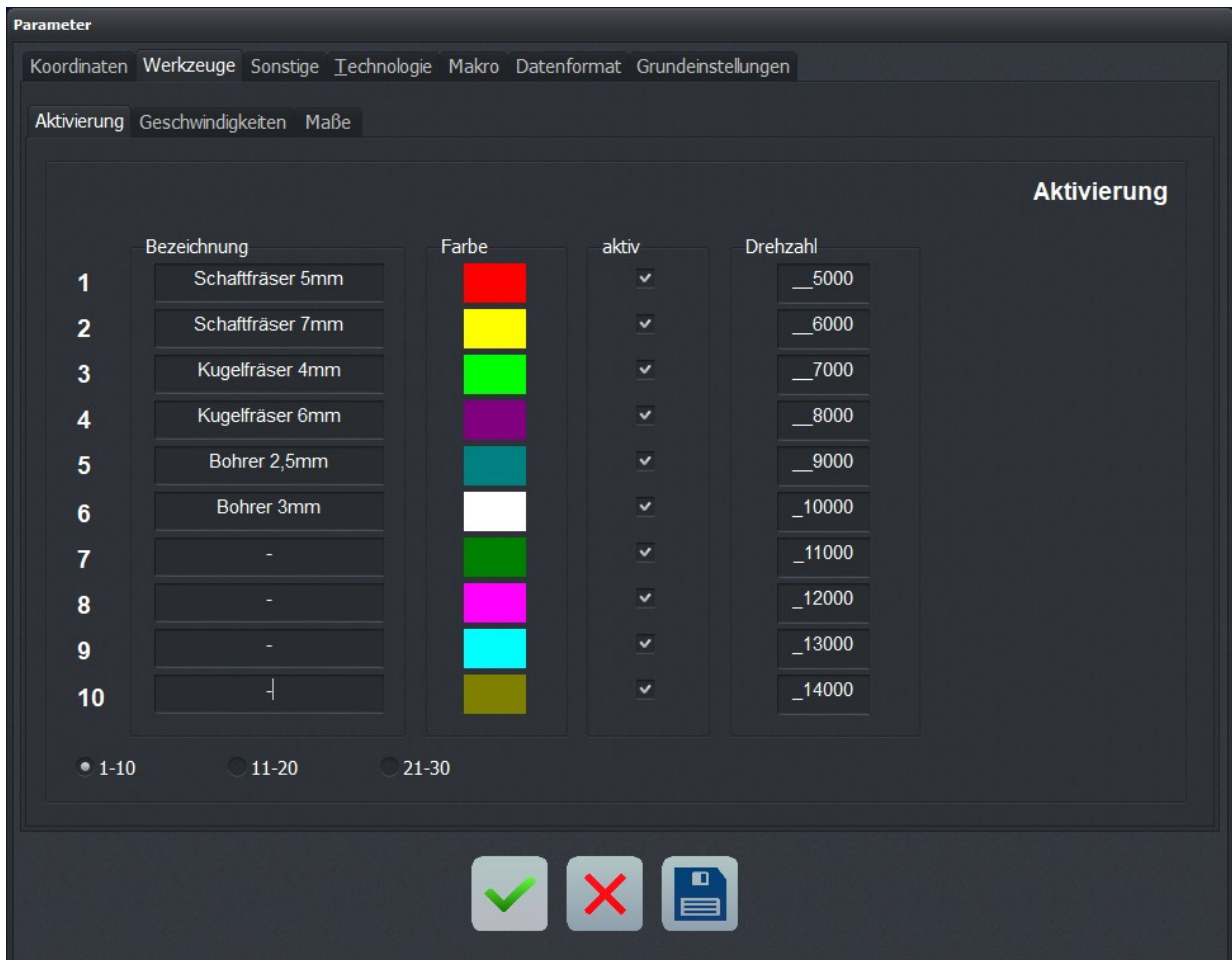 Parameter
Koordinaten Werkzeuge Sonstige Technologie Makro Datenformat Grundeinstellungen
Aktivierung Geschwindigkeiten Maße
Aktivierung
Bezeichnung Farbe aktiv Drehzahl
1 Schaftfräser 5mm __5000
2 Schaftfräser 7mm __6000
3 Kugelfräser 4mm __7000
4 Kugelfräser 6mm __8000
5 Bohrer 2,5mm __9000
6 Bohrer 3mm _10000
7 - _11000
8 - _12000
9 - _13000
10 - _14000
1-10 11-20 21-30